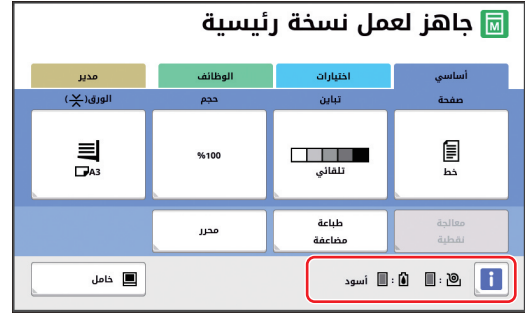 جاهز لعمل نسخة رئيسية
أساسي
اختيارات
الوظائف
مدير
صفحة
تباين
حجم
الورق(⁠)
خط
تلقائي
%100
A3
معالجة
نقطية
طباعة
مضاعفة
محرر
i : : أسود
خامل